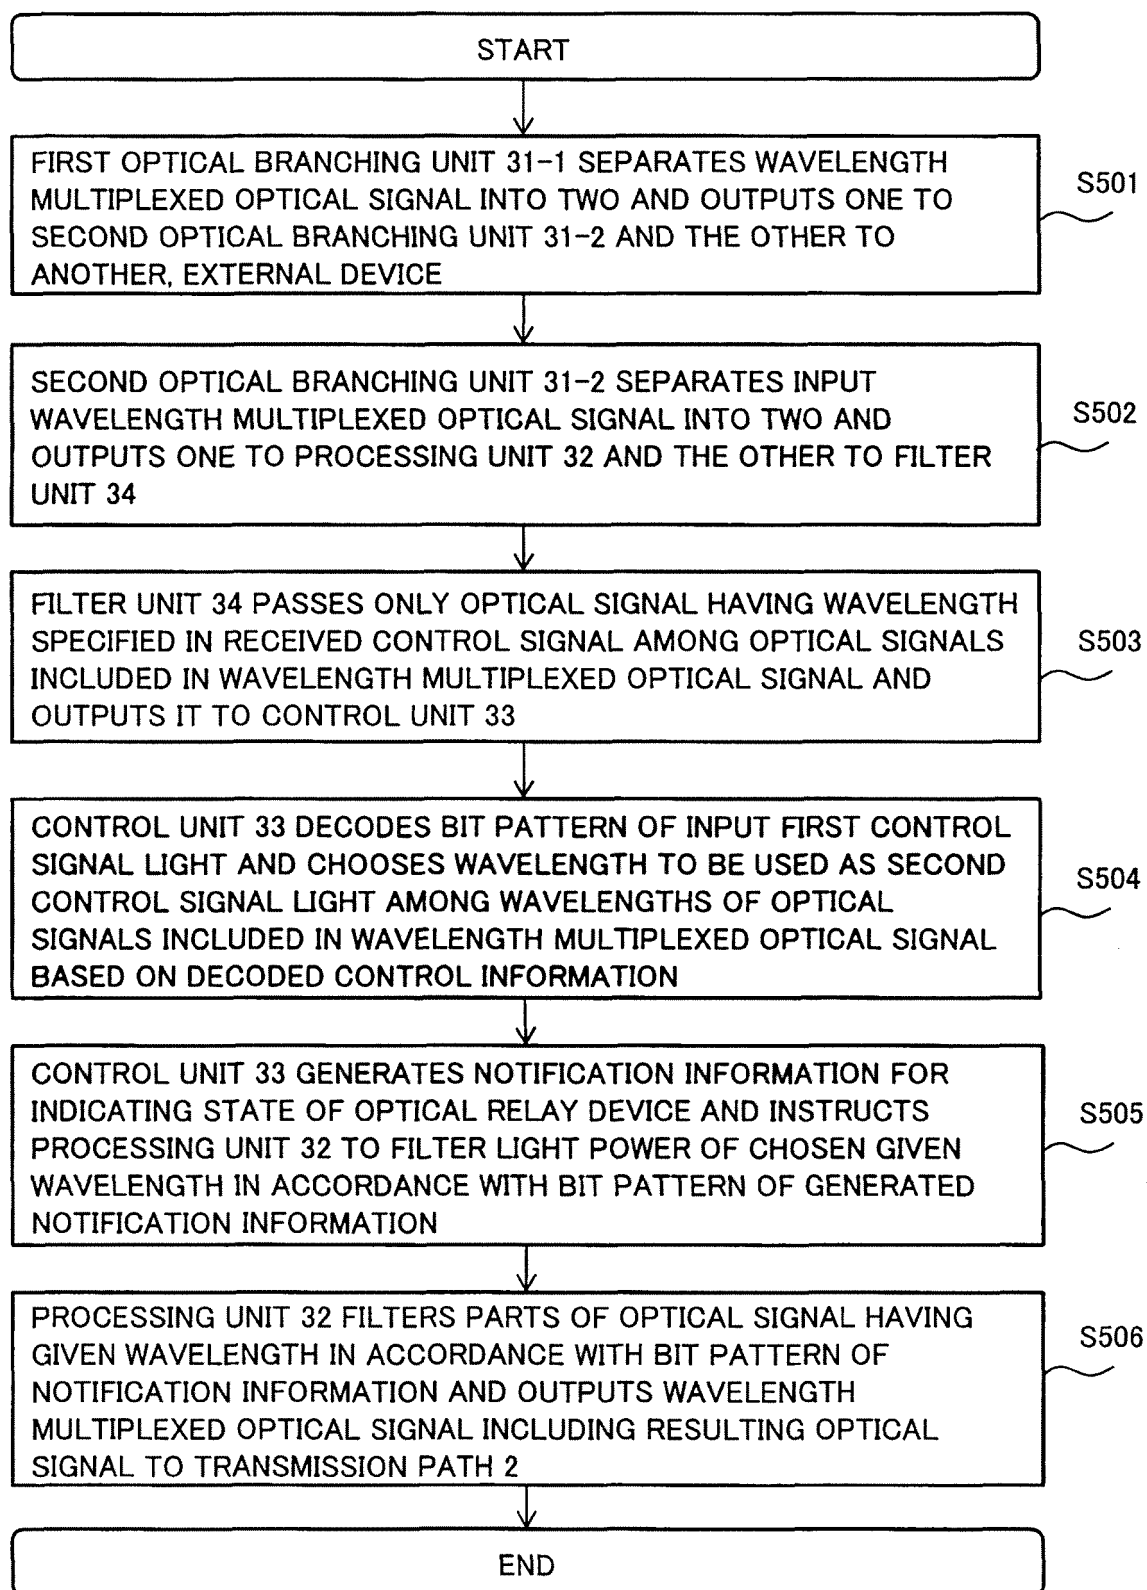 START
FIRST OPTICAL BRANCHING UNIT 31-1 SEPARATES WAVELENGTH
MULTIPLEXED OPTICAL SIGNAL INTO TWO AND OUTPUTS ONE TO
SECOND OPTICAL BRANCHING UNIT 31-2 AND THE OTHER TO
ANOTHER, EXTERNAL DEVICE
S501
SECOND OPTICAL BRANCHING UNIT 31-2 SEPARATES INPUT
WAVELENGTH MULTIPLEXED OPTICAL SIGNAL INTO TWO AND
OUTPUTS ONE TO PROCESSING UNIT 32 AND THE OTHER TO FILTER
UNIT 34
S502
FILTER UNIT 34 PASSES ONLY OPTICAL SIGNAL HAVING WAVELENGTH
SPECIFIED IN RECEIVED CONTROL SIGNAL AMONG OPTICAL SIGNALS
INCLUDED IN WAVELENGTH MULTIPLEXED OPTICAL SIGNAL AND
OUTPUTS IT TO CONTROL UNIT 33
S503
CONTROL UNIT 33 DECODES BIT PATTERN OF INPUT FIRST CONTROL
SIGNAL LIGHT AND CHOOSES WAVELENGTH TO BE USED AS SECOND
CONTROL SIGNAL LIGHT AMONG WAVELENGTHS OF OPTICAL
SIGNALS INCLUDED IN WAVELENGTH MULTIPLEXED OPTICAL SIGNAL
BASED ON DECODED CONTROL INFORMATION
S504
CONTROL UNIT 33 GENERATES NOTIFICATION INFORMATION FOR
INDICATING STATE OF OPTICAL RELAY DEVICE AND INSTRUCTS
PROCESSING UNIT 32 TO FILTER LIGHT POWER OF CHOSEN GIVEN
WAVELENGTH IN ACCORDANCE WITH BIT PATTERN OF GENERATED
NOTIFICATION INFORMATION
S505
PROCESSING UNIT 32 FILTERS PARTS OF OPTICAL SIGNAL HAVING
GIVEN WAVELENGTH IN ACCORDANCE WITH BIT PATTERN OF
NOTIFICATION INFORMATION AND OUTPUTS WAVELENGTH
MULTIPLEXED OPTICAL SIGNAL INCLUDING RESULTING OPTICAL
SIGNAL TO TRANSMISSION PATH 2
S506
END